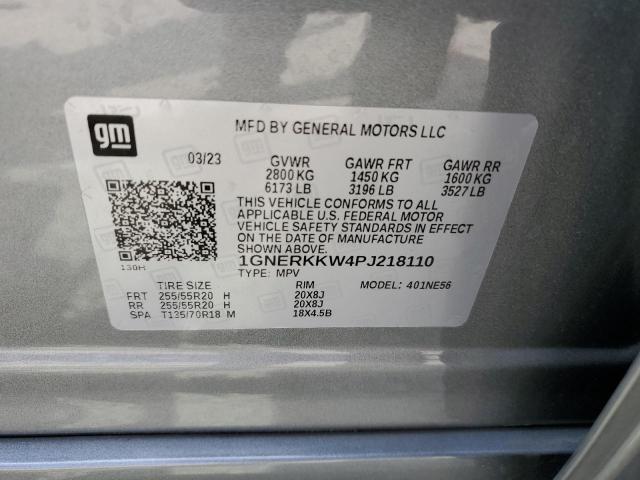 gm
MFD BY GENERAL MOTORS LLC
03/23 GVWR GAWR FRT GAWR RR
2800 KG 1450 KG 1600 KG
6173 LB 3196 LB 3527 LB
THIS VEHICLE CONFORMS TO ALL
APPLICABLE U.S. FEDERAL MOTOR
VEHICLE SAFETY STANDARDS IN EFFECT
ON THE DATE OF MANUFACTURE
SHOWN ABOVE.
130H 1GNERKKW4PJ218110
TYPE: MPV
TIRE SIZE RIM MODEL: 401NE56
FRT 255/55R20 H 20X8J
RR 255/55R20 H 20X8J
SPA T135/70R18 M 18X4.5B